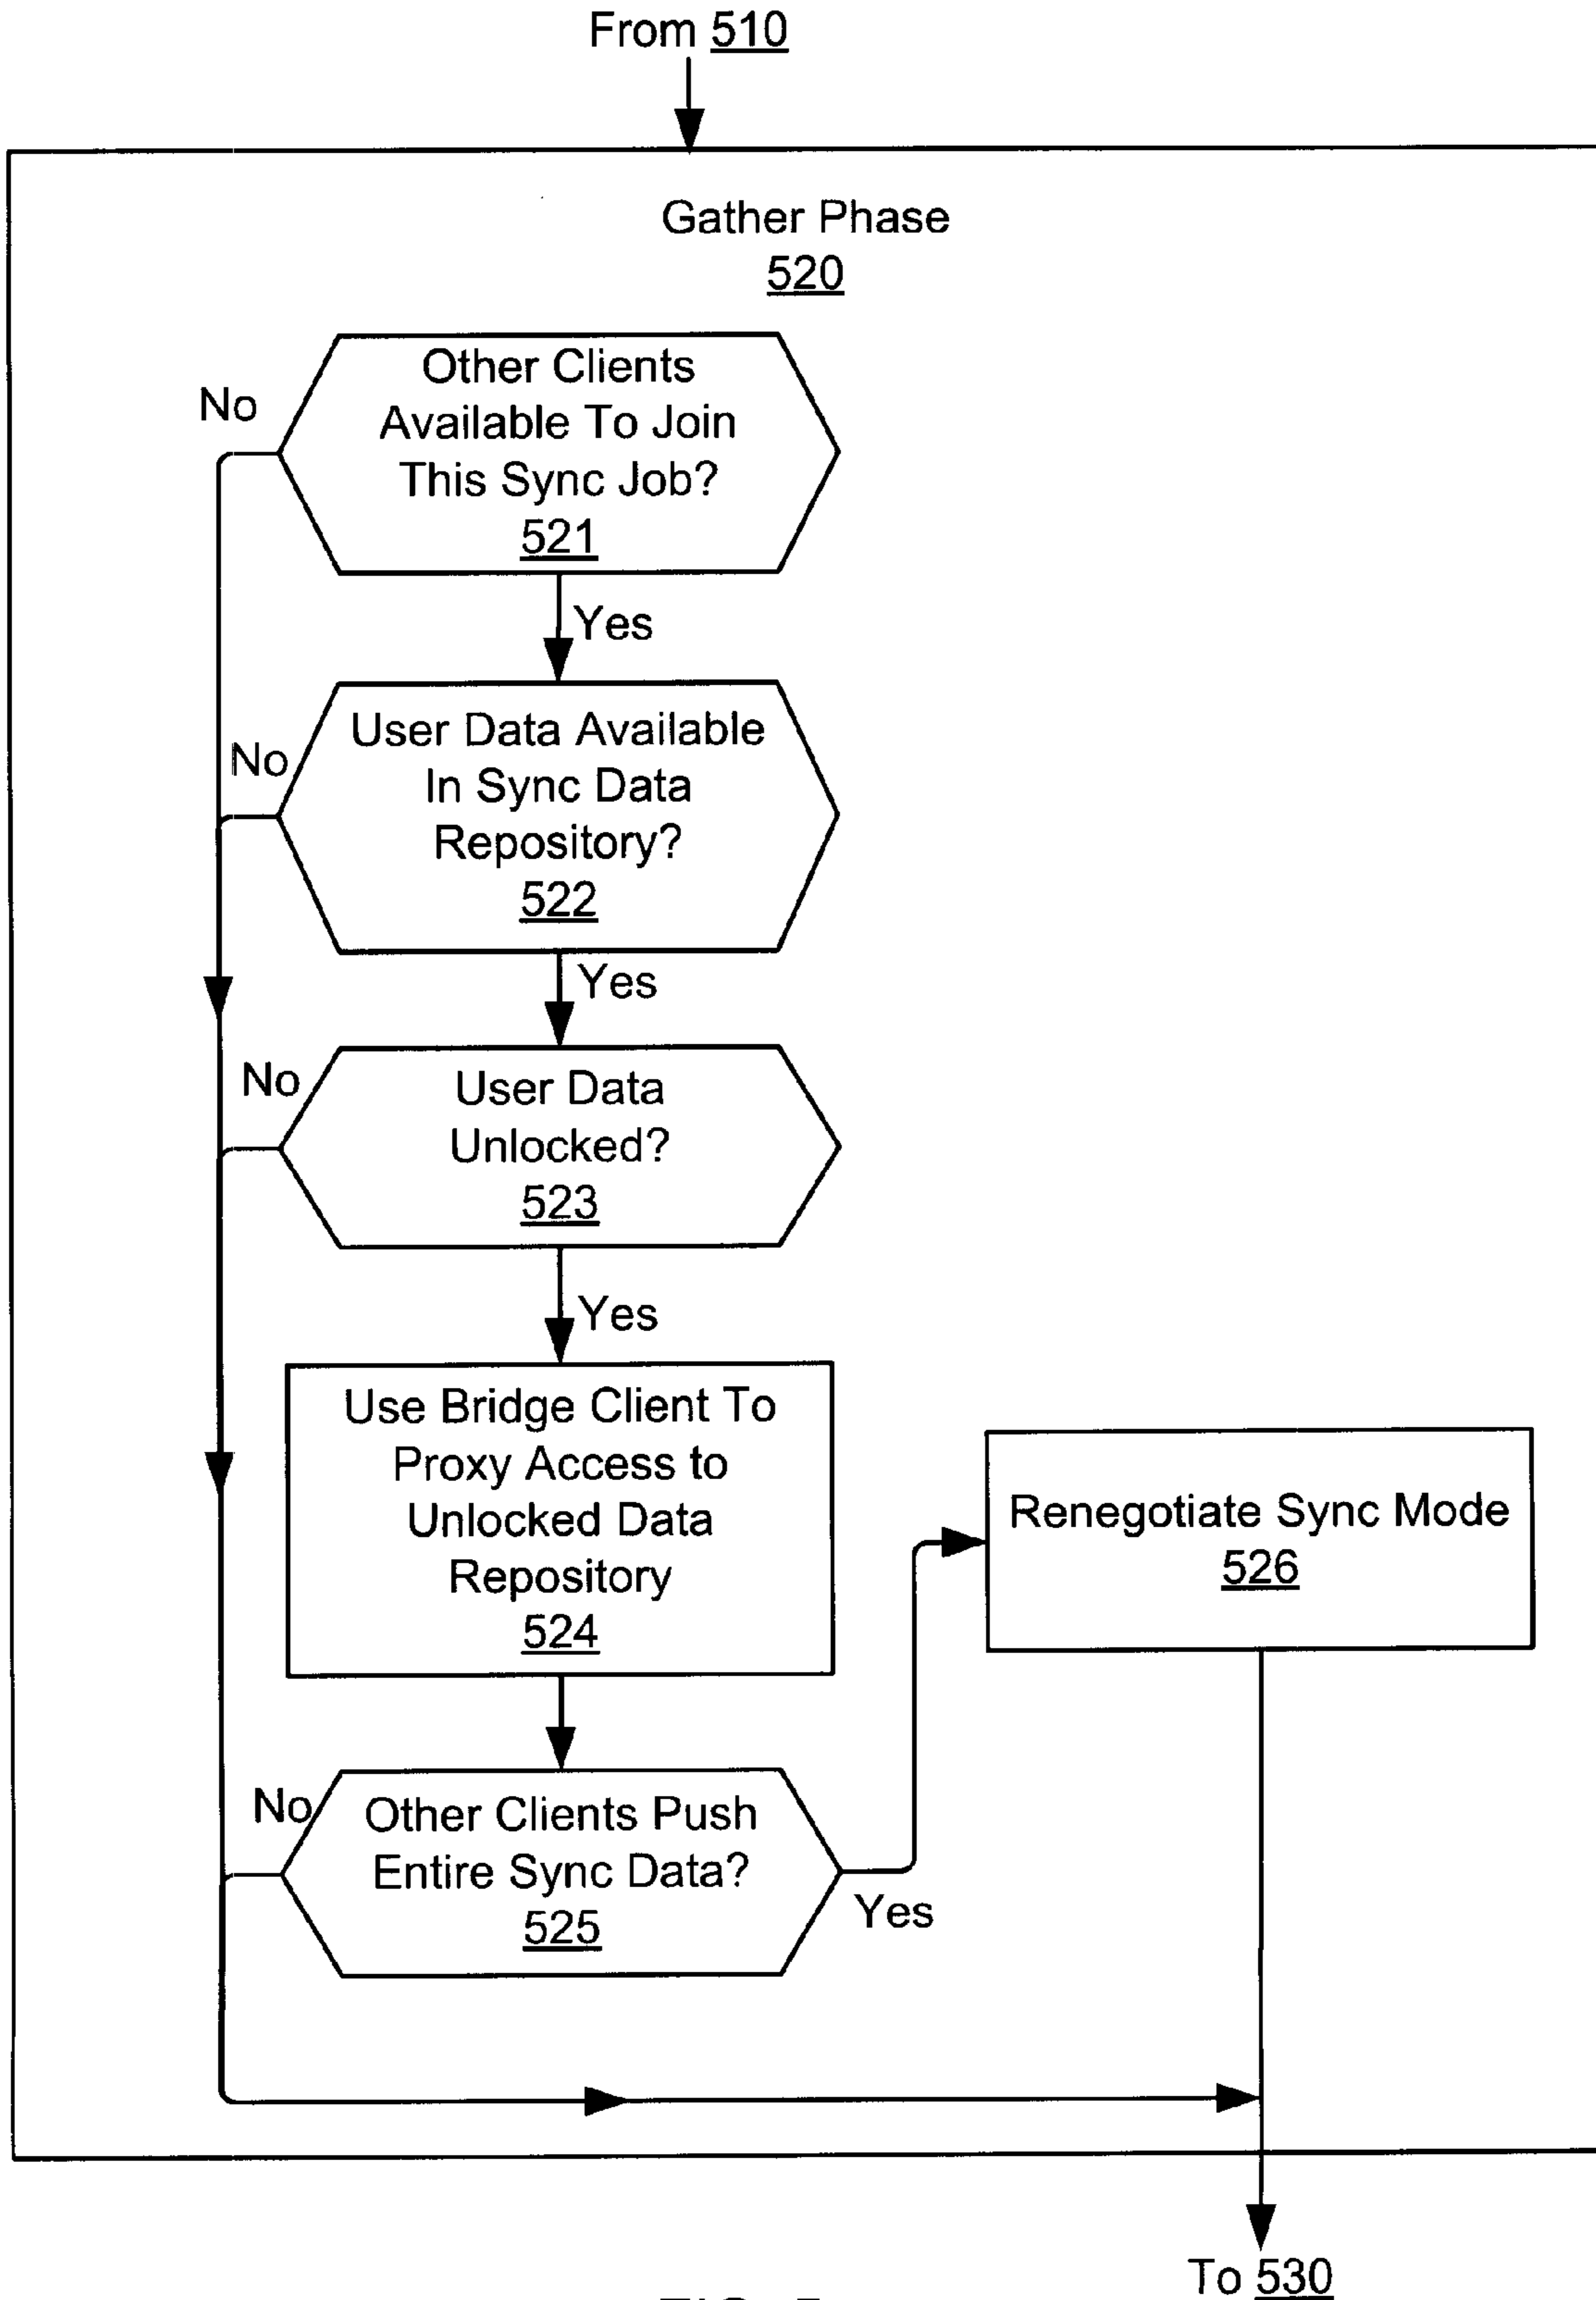 From 510
Gather Phase
520
Other Clients
Available To Join
This Sync Job?
521
No
Yes
User Data Available
In Sync Data
Repository?
522
No
Yes
User Data
Unlocked?
523
No
Yes
Use Bridge Client To
Proxy Access to
Unlocked Data
Repository
524
Renegotiate Sync Mode
526
Other Clients Push
Entire Sync Data?
525
No
Yes
To 530